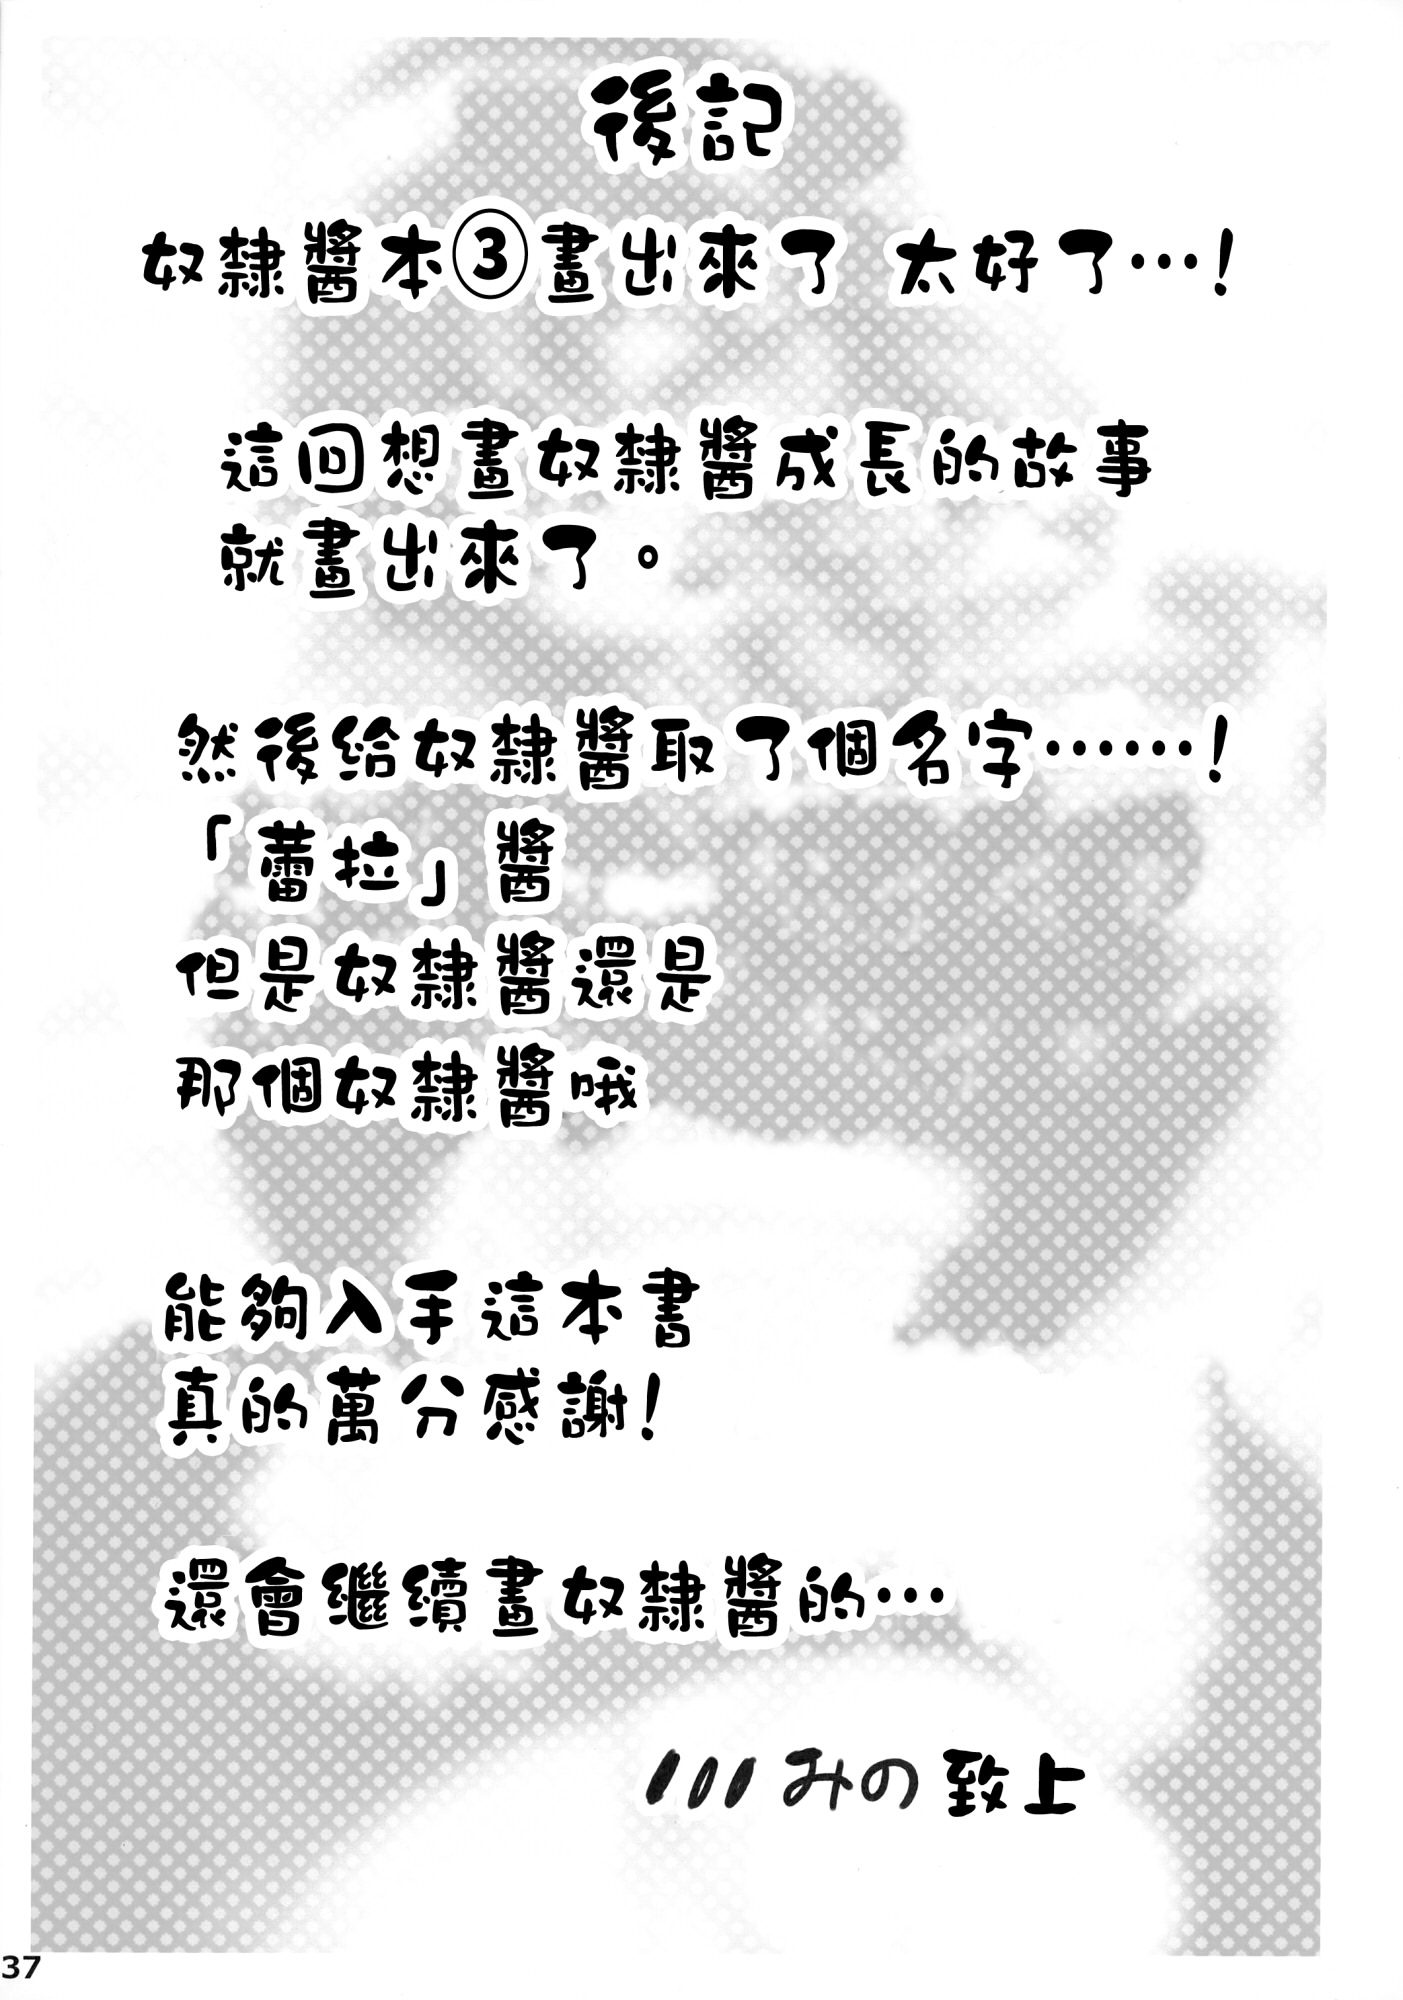 後記
奴隸醬本③畫出來了 太好了…！
這回想畫奴隸醬成長的故事
就畫出來了。
然後給奴隸醬取了個名字……！
「蕾拉」醬
但是奴隸醬還是
那個奴隸醬哦
能夠入手這本書
真的萬分感謝！
還會繼續畫奴隸醬的…
みの致上
37